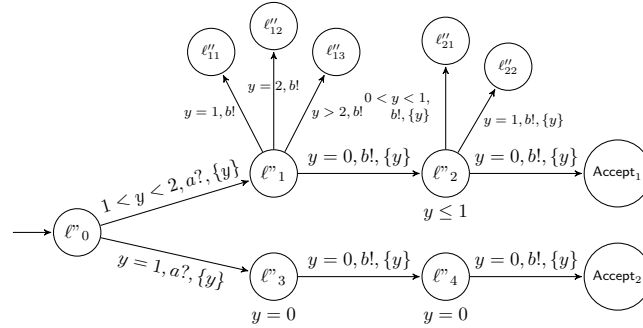 ℓ''₁₁
ℓ''₁₂
ℓ''₁₃
ℓ''₂₁
ℓ''₂₂
y = 1, b!
y = 2, b!
y > 2, b!
0 < y < 1,
b!, {y}
y = 1, b!, {y}
1 < y < 2, a?, {y}
ℓ”₁
y = 0, b!, {y}
ℓ”₂
y = 0, b!, {y}
Accept₁
y ≤ 1
ℓ”₀
y = 1, a?, {y}
ℓ”₃
y = 0, b!, {y}
ℓ”₄
y = 0, b!, {y}
Accept₂
y = 0
y = 0